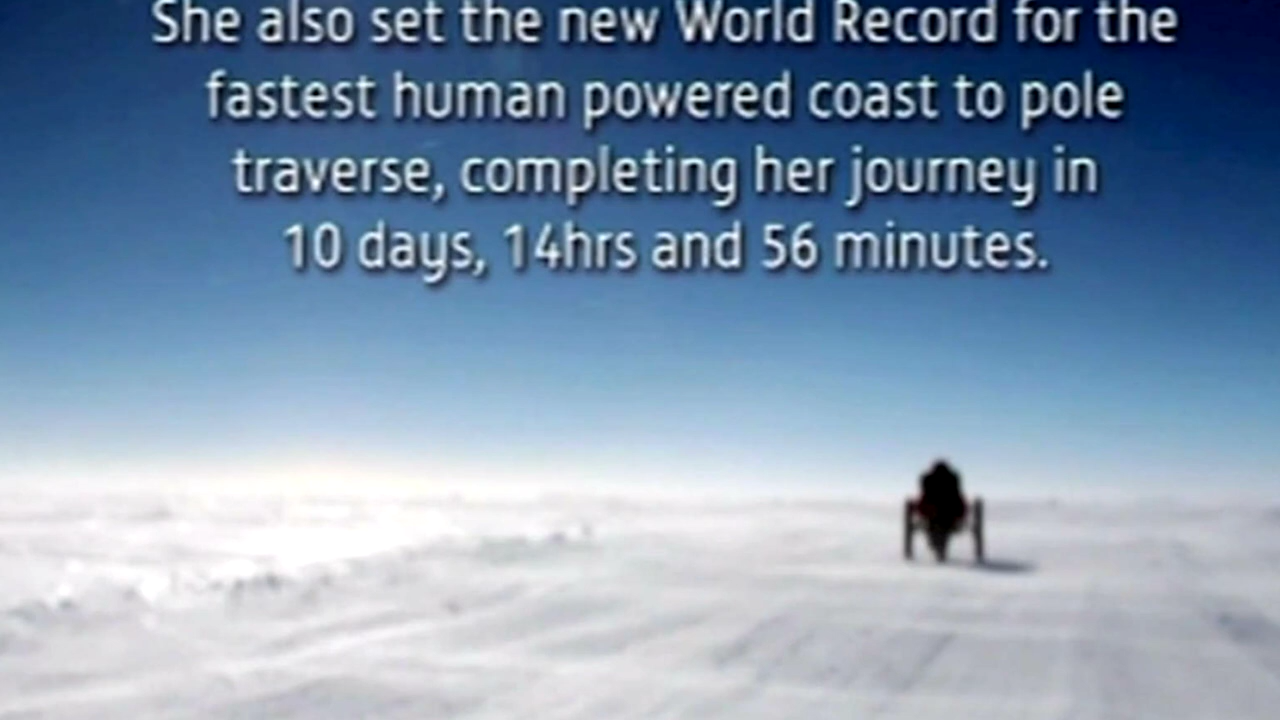 She also set the new World Record for the
fastest human powered coast to pole
traverse, completing her journey in
10 days, 14hrs and 56 minutes.